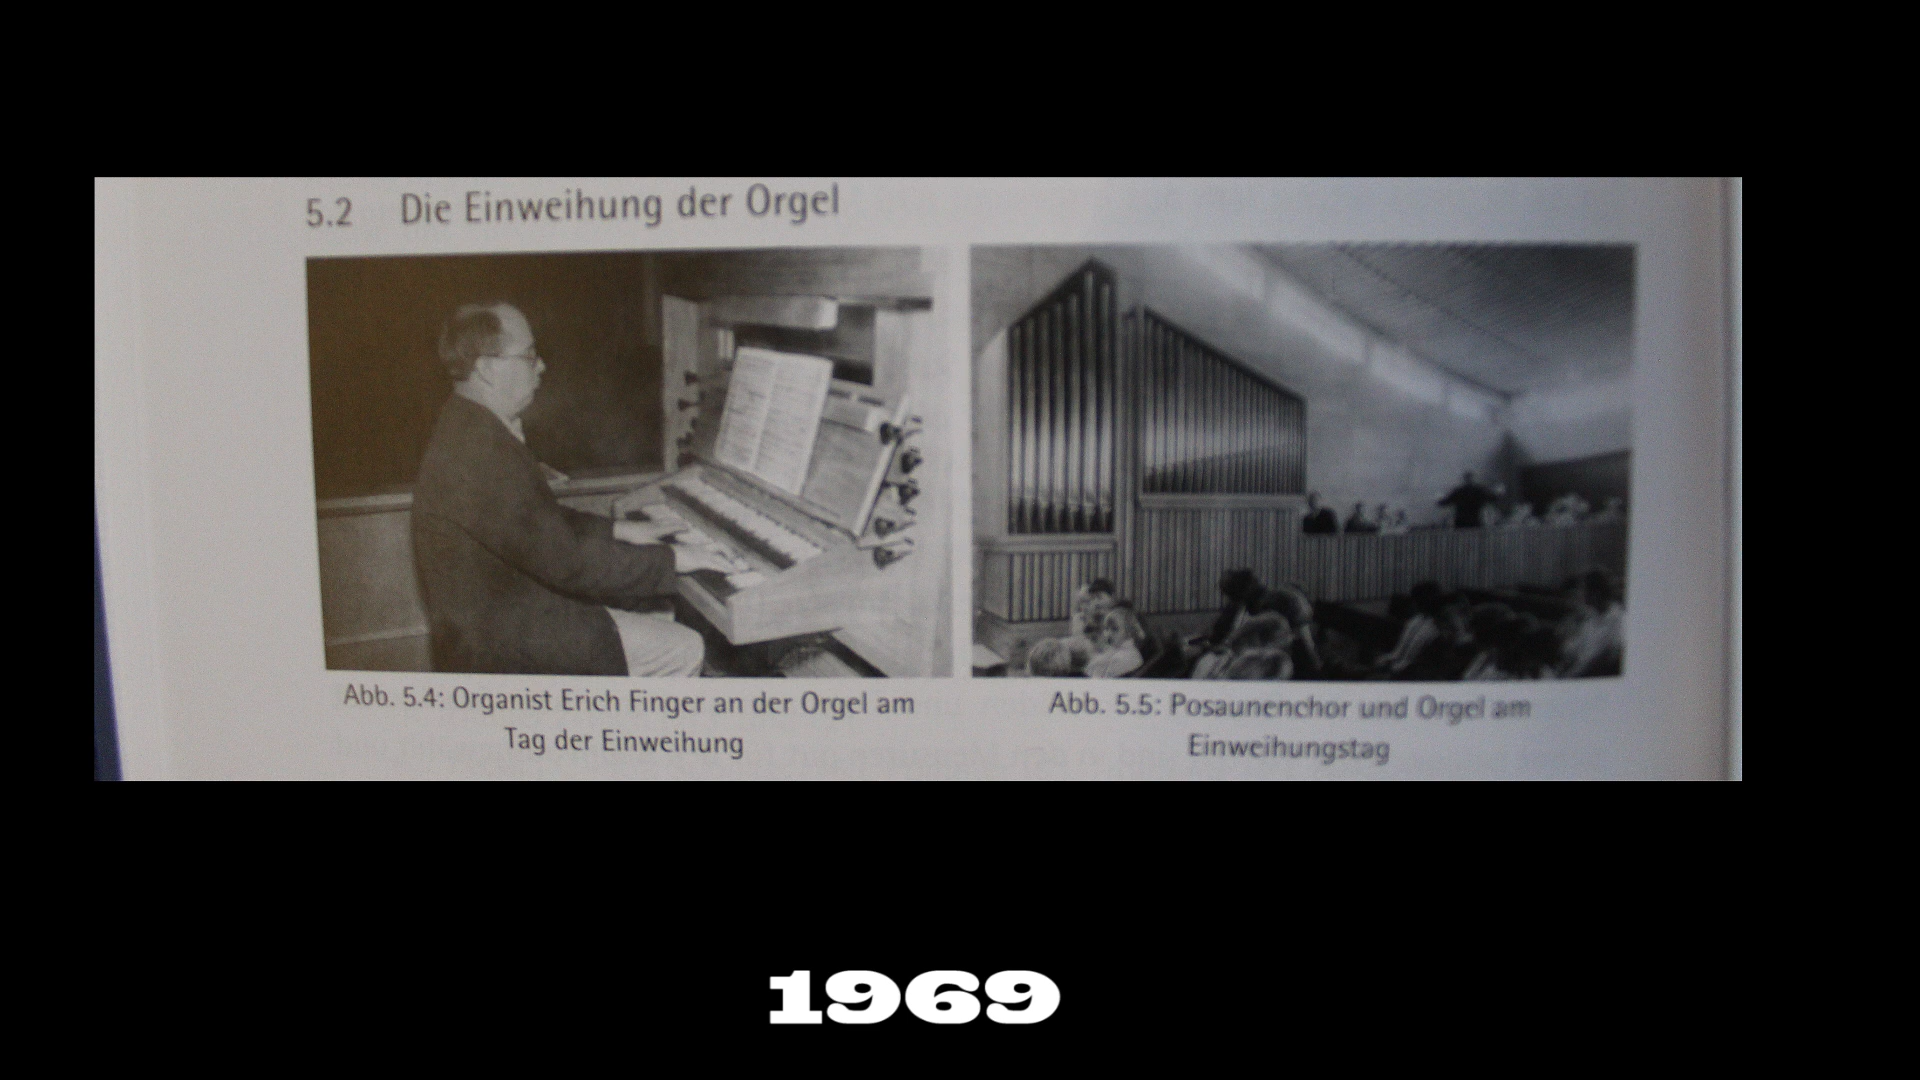 5.2 Die Einweihung der Orgel
Abb. 5.4: Organist Erich Finger an der Orgel am
Tag der Einweihung
Abb. 5.5: Posaunenchor und Orgel am
Einweihungstag
1969